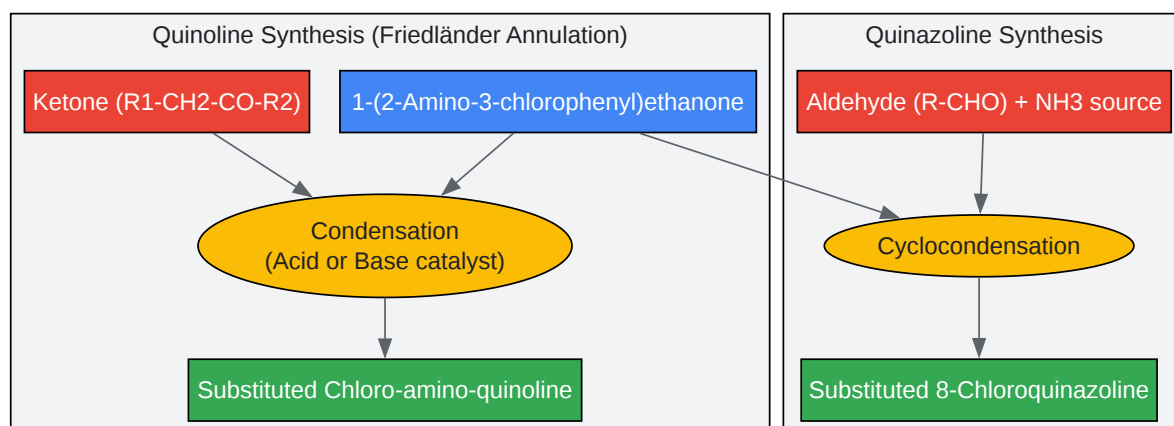 Quinoline Synthesis (Friedländer Annulation)
Ketone (R1-CH2-CO-R2)
1-(2-Amino-3-chlorophenyl)ethanone
Condensation
(Acid or Base catalyst)
Substituted Chloro-amino-quinoline
Quinazoline Synthesis
Aldehyde (R-CHO) + NH3 source
Cyclocondensation
Substituted 8-Chloroquinazoline